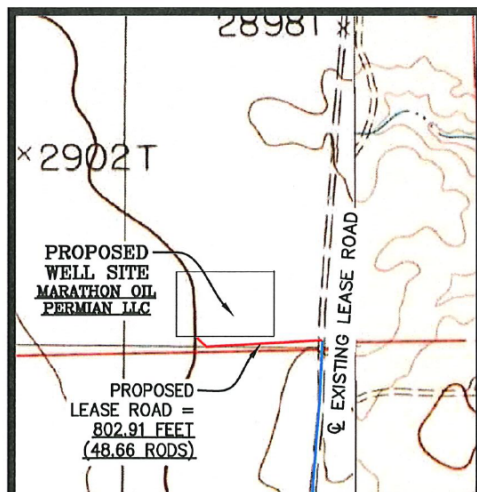 2898T
×2902T
PROPOSED
WELL SITE
MARATHON OIL
PERMIAN LLC
℄ EXISTING LEASE ROAD
PROPOSED
LEASE ROAD =
802.91 FEET
(48.66 RODS)